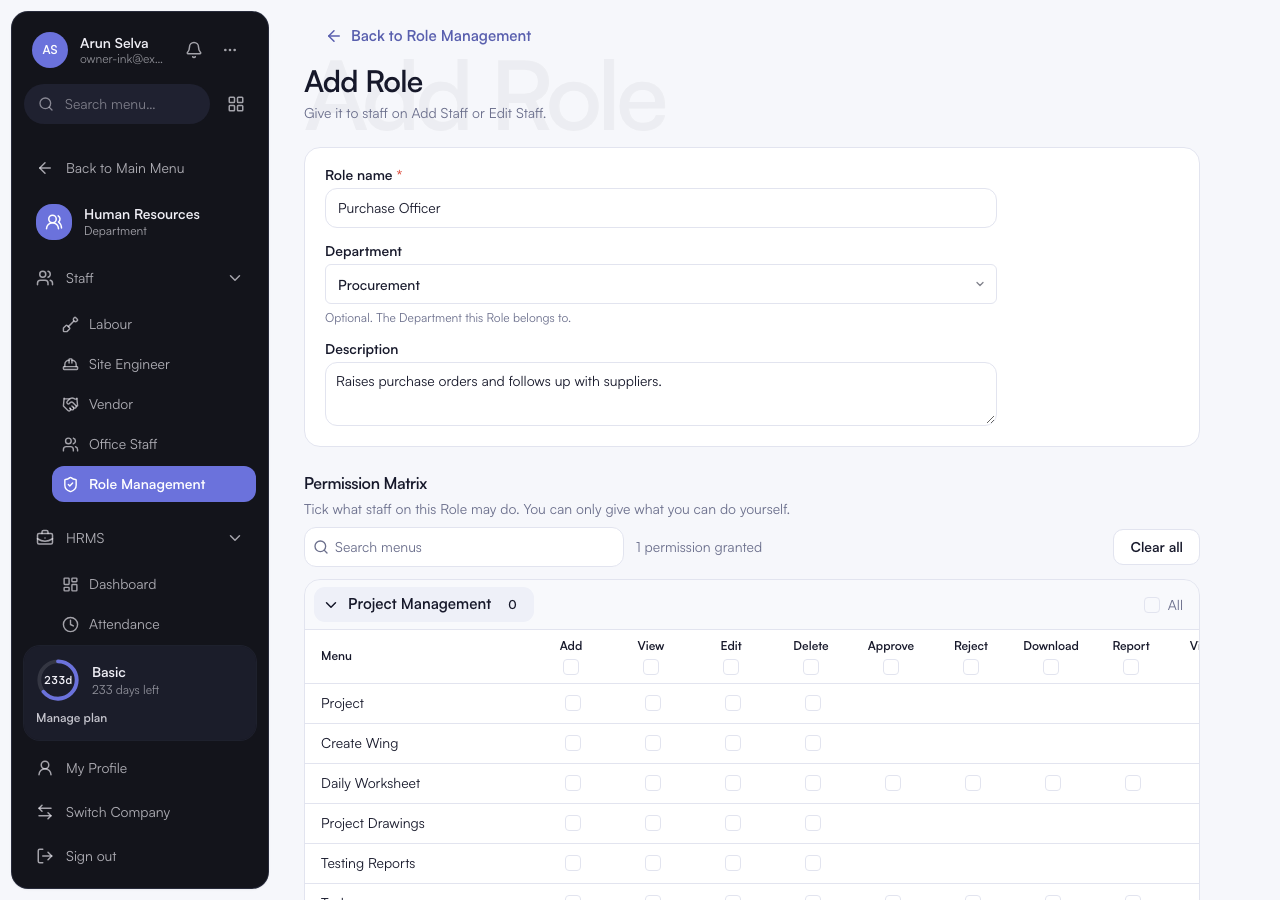 AS
Arun Selva
owner-ink@ex...
Search menu...
Back to Main Menu
Human Resources
Department
Staff
Labour
Site Engineer
Vendor
Office Staff
Role Management
HRMS
Dashboard
Attendance
233d
Basic
233 days left
Manage plan
My Profile
Switch Company
Sign out
Back to Role Management
Add Role
Add Role
Give it to staff on Add Staff or Edit Staff.
Role name *
Purchase Officer
Department
Procurement
Optional. The Department this Role belongs to.
Description
Raises purchase orders and follows up with suppliers.
Permission Matrix
Tick what staff on this Role may do. You can only give what you can do yourself.
Search menus
1 permission granted
Clear all
Project Management 0
All
Menu Add View Edit Delete Approve Reject Download Report
Project
Create Wing
Daily Worksheet
Project Drawings
Testing Reports